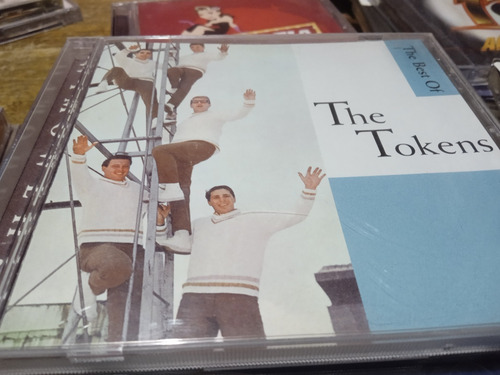 The Best Of
The
Tokens